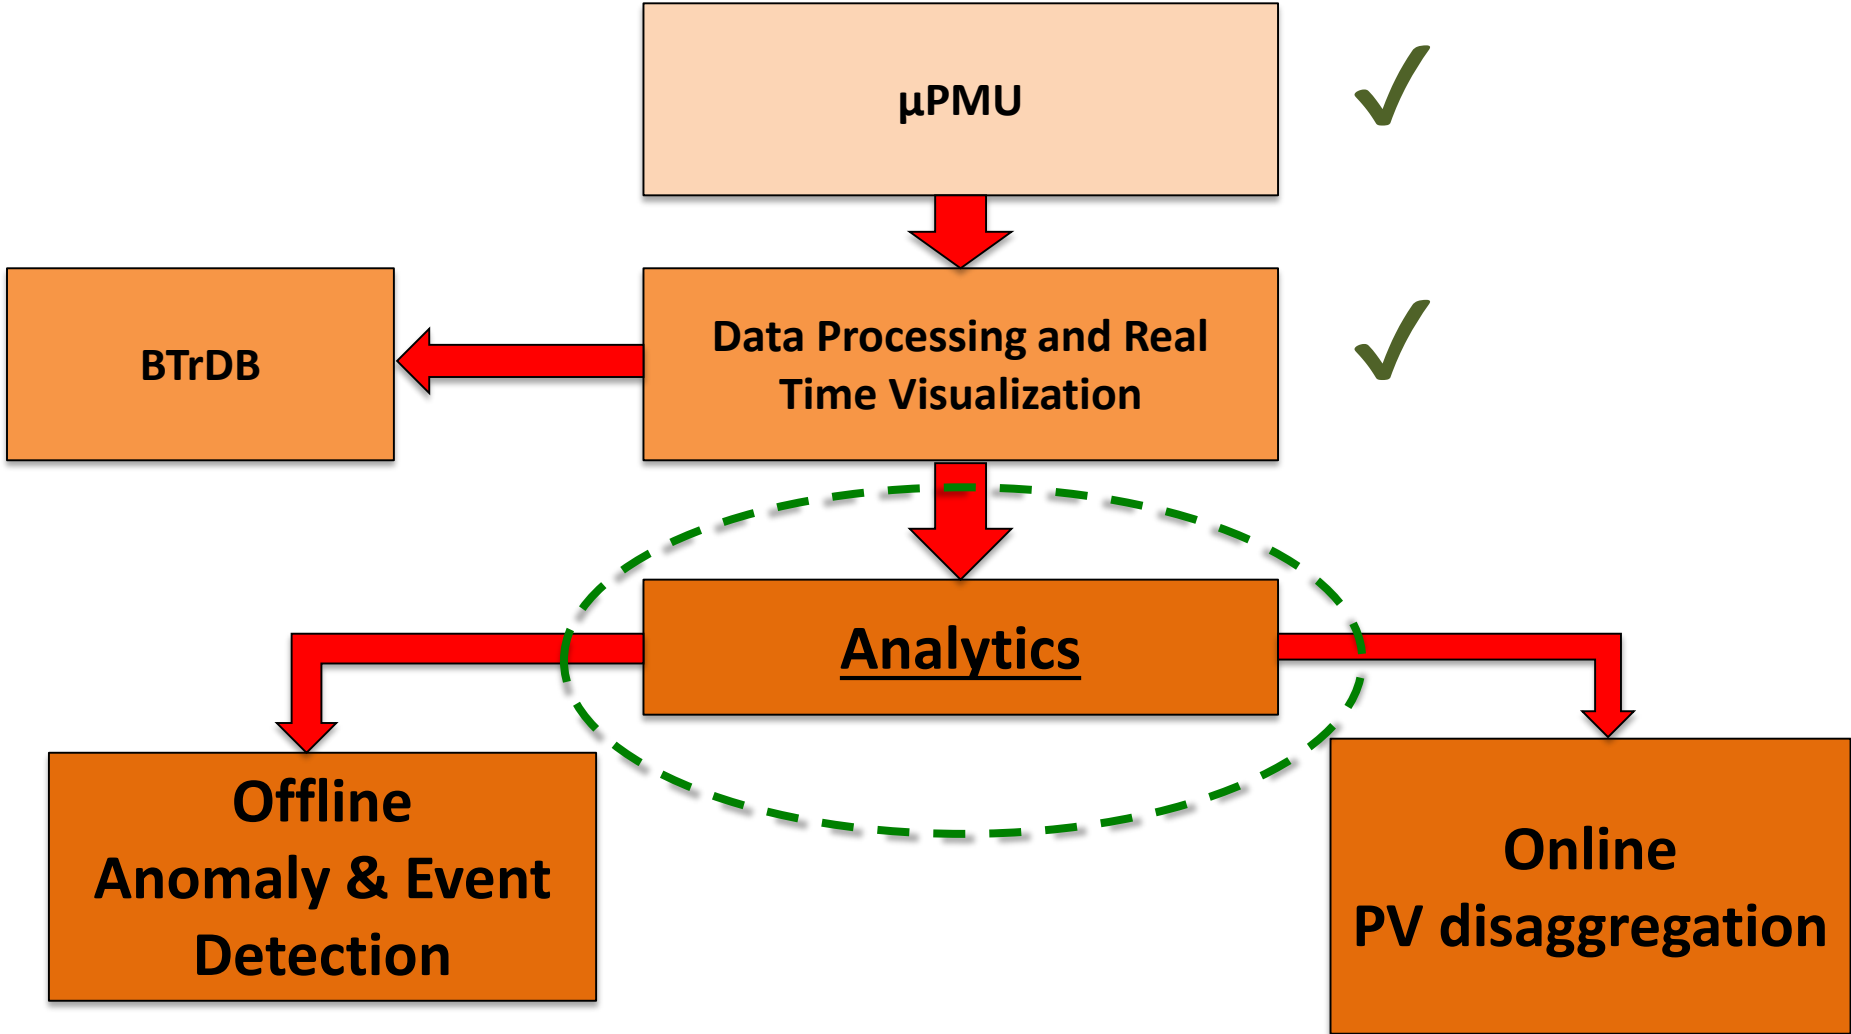 µPMU
BTrDB
Data Processing and Real
Time Visualization
Analytics
Offline
Anomaly & Event
Detection
Online
PV disaggregation